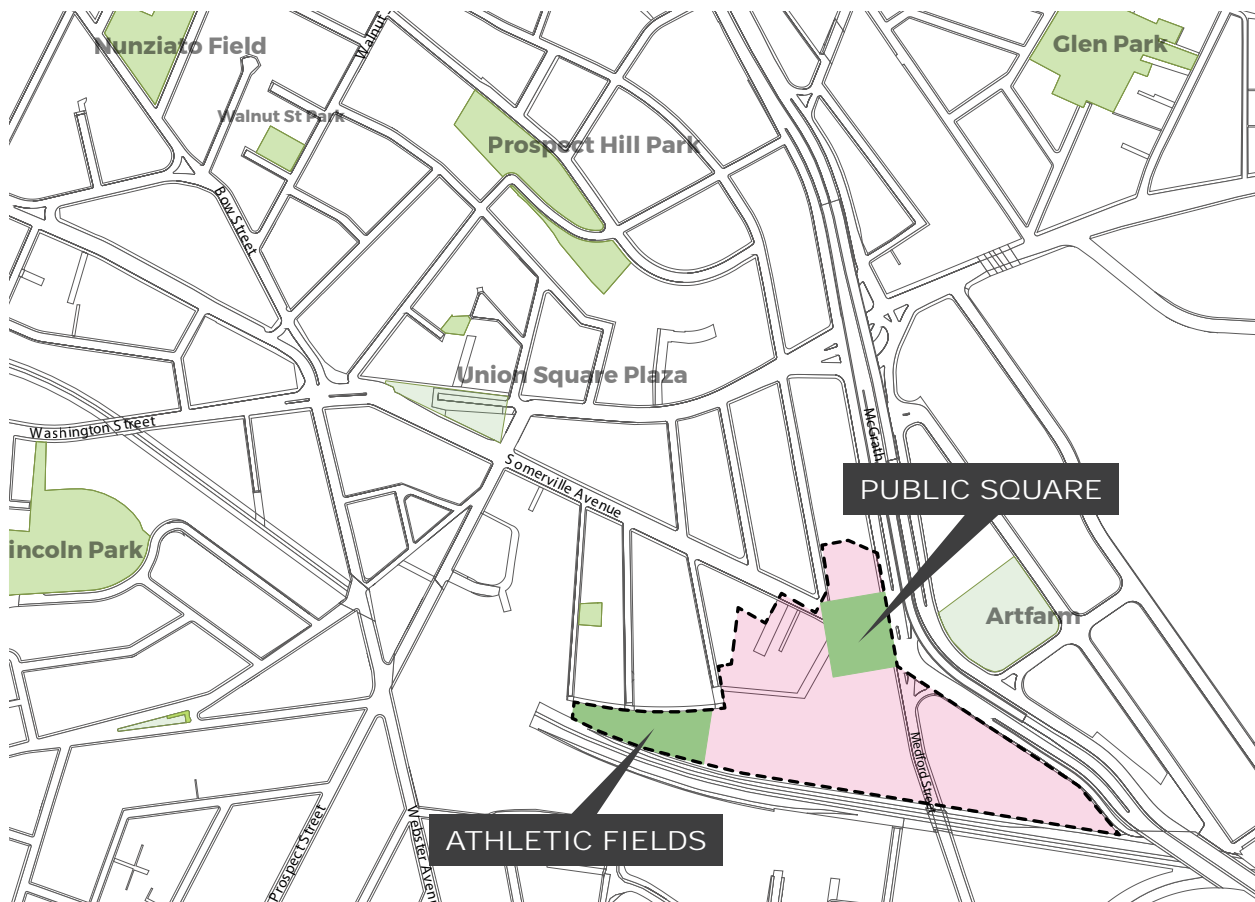 Nunziato Field
Walnut
Glen Park
Walnut St Park
Prospect Hill Park
Bow Street
Union Square Plaza
Washington Street
McGrath
Somerville Avenue
PUBLIC SQUARE
incoln Park
Artfarm
Medford Street
ATHLETIC FIELDS
Prospect Street
Webster Avenu